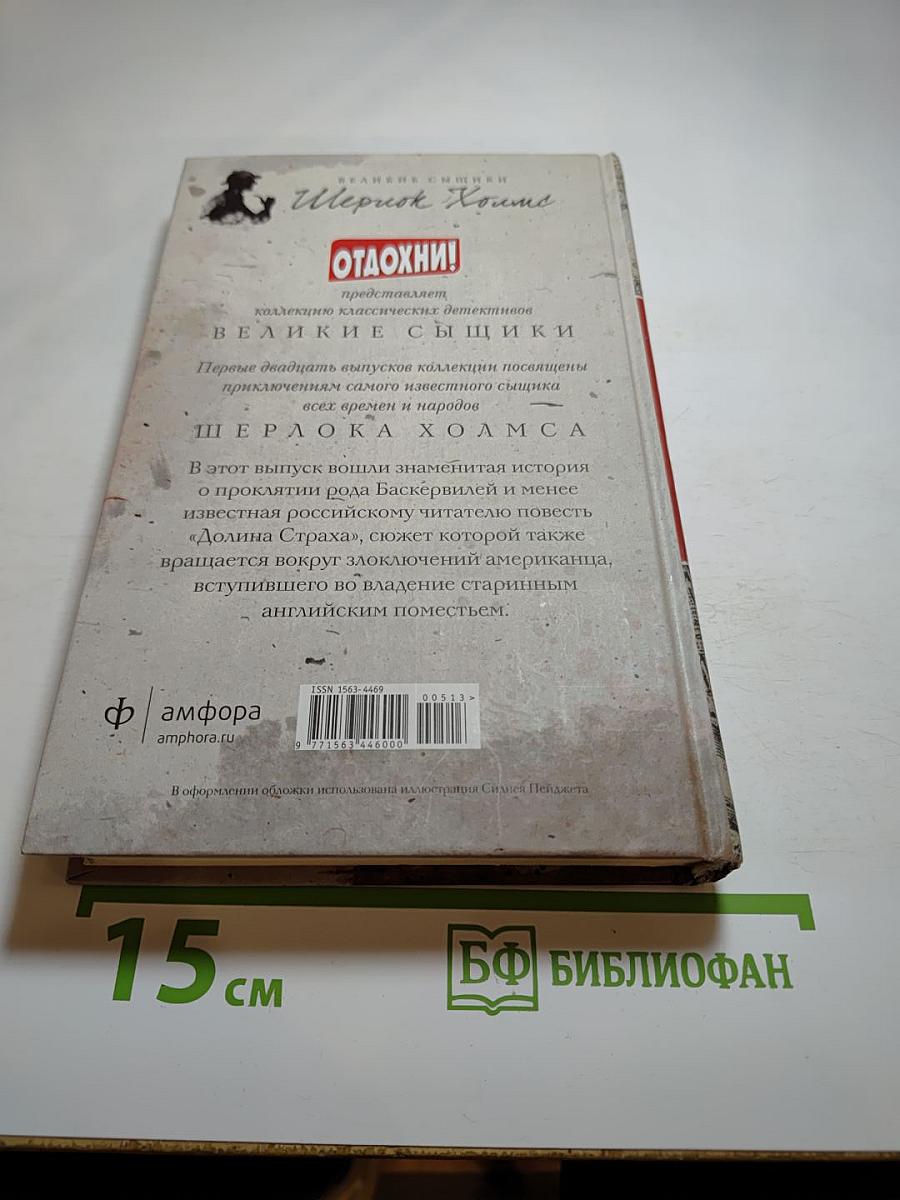 ВЕЛИКИЕ СЫЩИКИ
Шерлок Холмс
ОТДОХНИ!
представляет
коллекцию классических детективов
ВЕЛИКИЕ СЫЩИКИ
Первые двадцать выпусков коллекции посвящены
приключениям самого известного сыщика
всех времен и народов
ШЕРЛОКА ХОЛМСА
В этот выпуск вошли знаменитая история
о проклятии рода Баскервилей и менее
известная российскому читателю повесть
«Долина Страха», сюжет которой также
вращается вокруг злоключений американца,
вступившего во владение старинным
английским поместьем.
ф амфора
amphora.ru
ISSN 1563-4469
00513>
9 771563 446000
В оформлении обложки использована иллюстрация Сиднея Пейджета
15 см
БФ БИБЛИОФАН